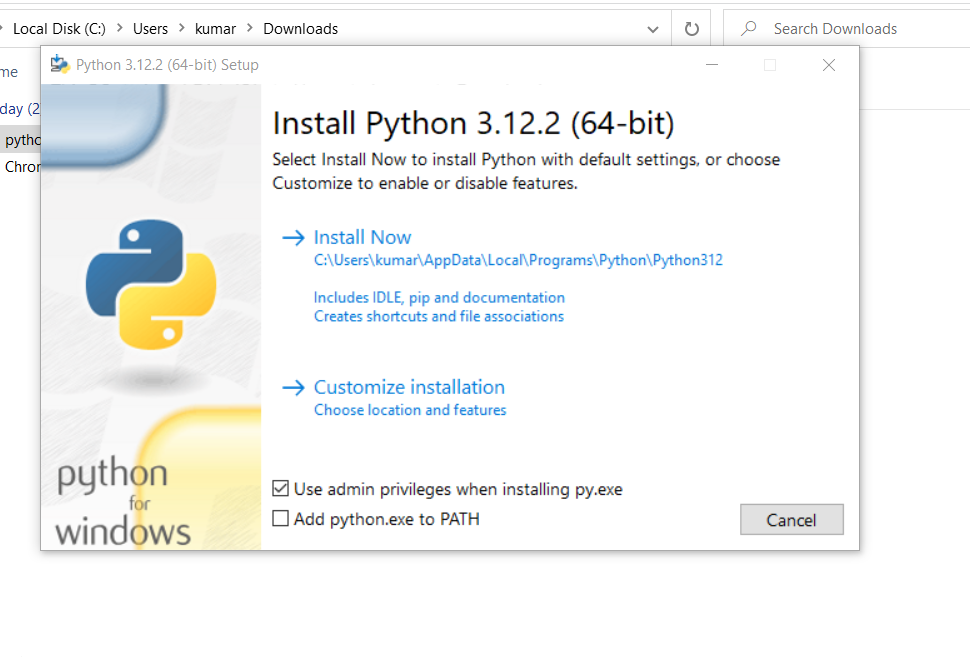 Local Disk (C:) > Users > kumar > Downloads
Search Downloads
Python 3.12.2 (64-bit) Setup
me
day (2
pytho
Chror
Install Python 3.12.2 (64-bit)
Select Install Now to install Python with default settings, or choose
Customize to enable or disable features.
Install Now
C:\Users\kumar\AppData\Local\Programs\Python\Python312
Includes IDLE, pip and documentation
Creates shortcuts and file associations
Customize installation
Choose location and features
python
for
windows
Use admin privileges when installing py.exe
Add python.exe to PATH
Cancel